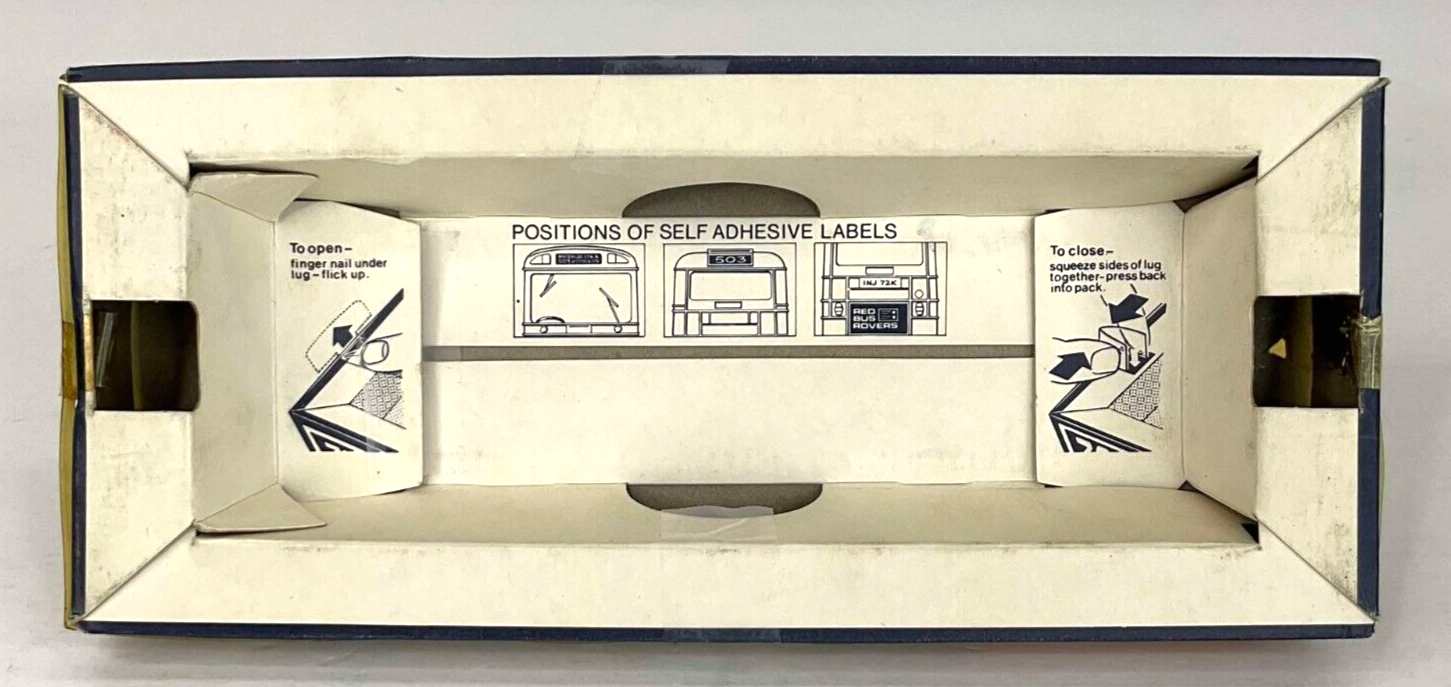 POSITIONS OF SELF ADHESIVE LABELS
To open–
finger nail under
lug–flick up.
503
INJ 72K
RED
BUS
ROVERS
To close–
squeeze sides of lug
together–press back
into pack.